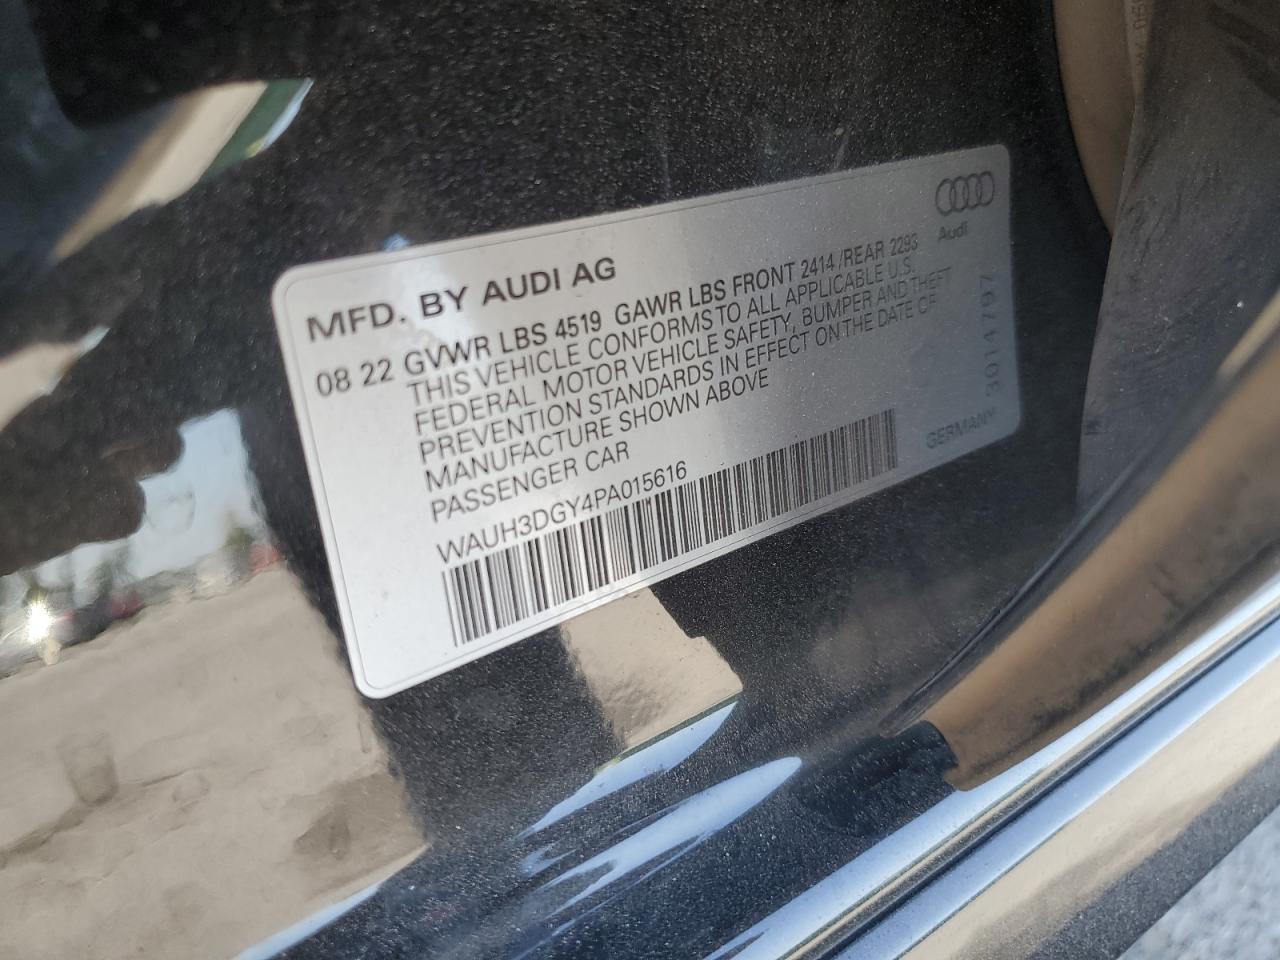 Audi
MFD. BY AUDI AG
08 22 GVWR LBS 4519 GAWR LBS FRONT 2414/REAR 2293
THIS VEHICLE CONFORMS TO ALL APPLICABLE U.S.
FEDERAL MOTOR VEHICLE SAFETY, BUMPER AND THEFT
PREVENTION STANDARDS IN EFFECT ON THE DATE OF
MANUFACTURE SHOWN ABOVE
PASSENGER CAR
WAUH3DGY4PA015616
GERMANY
3014797